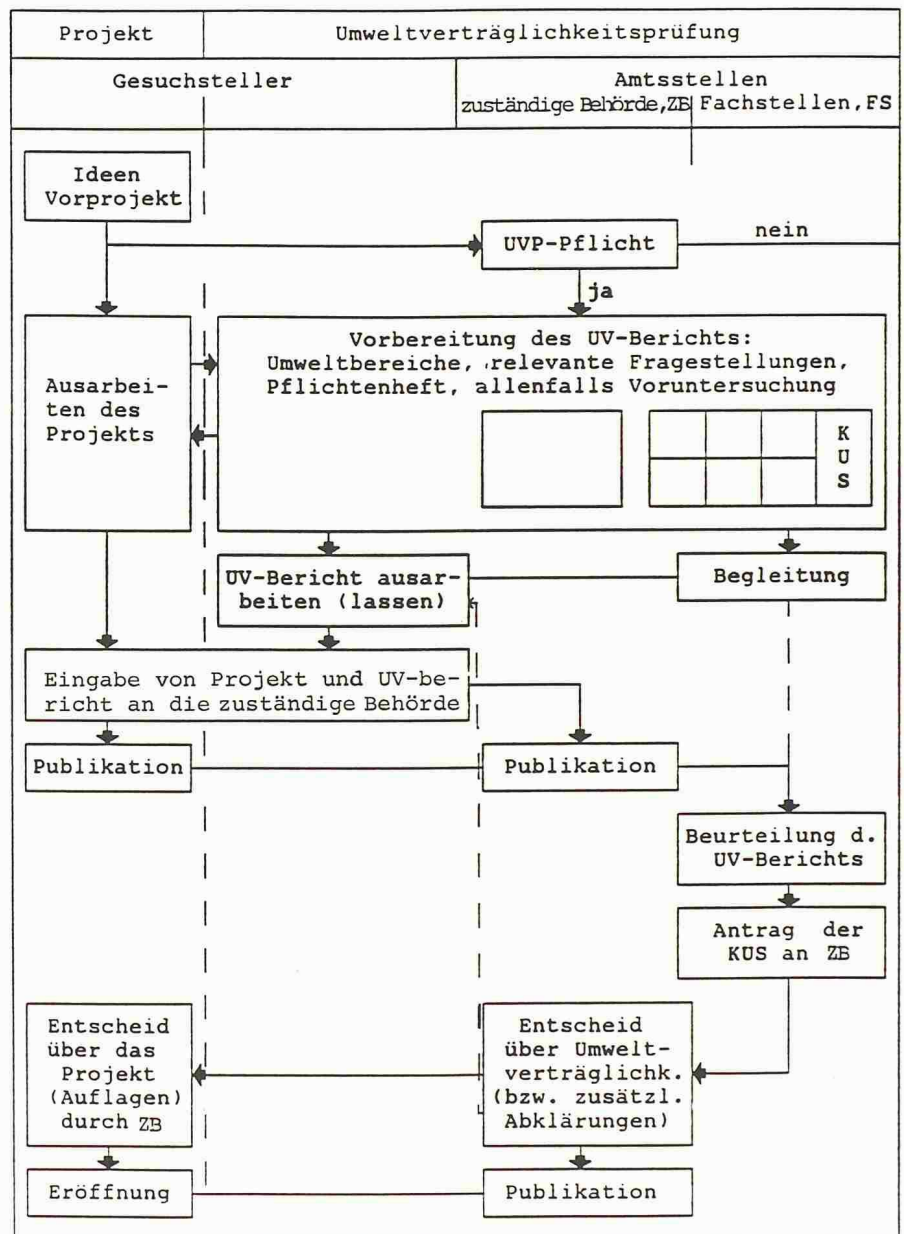 Projekt
Umweltverträglichkeitsprüfung
Gesuchsteller
Amtsstellen
zuständige Behörde,ZB
Fachstellen,FS
Ideen
Vorprojekt
UVP-Pflicht
nein
ja
Ausarbei-
ten des
Projekts
Vorbereitung des UV-Berichts:
Umweltbereiche, relevante Fragestellungen,
Pflichtenheft, allenfalls Voruntersuchung
K
U
S
UV-Bericht ausar-
beiten (lassen)
Begleitung
Eingabe von Projekt und UV-be-
richt an die zuständige Behörde
Publikation
Publikation
Beurteilung d.
UV-Berichts
Antrag der
KUS an ZB
Entscheid
über das
Projekt
(Auflagen)
durch ZB
Entscheid
über Umwelt-
verträglichk.
(bzw. zusätzl.
Abklärungen)
Eröffnung
Publikation